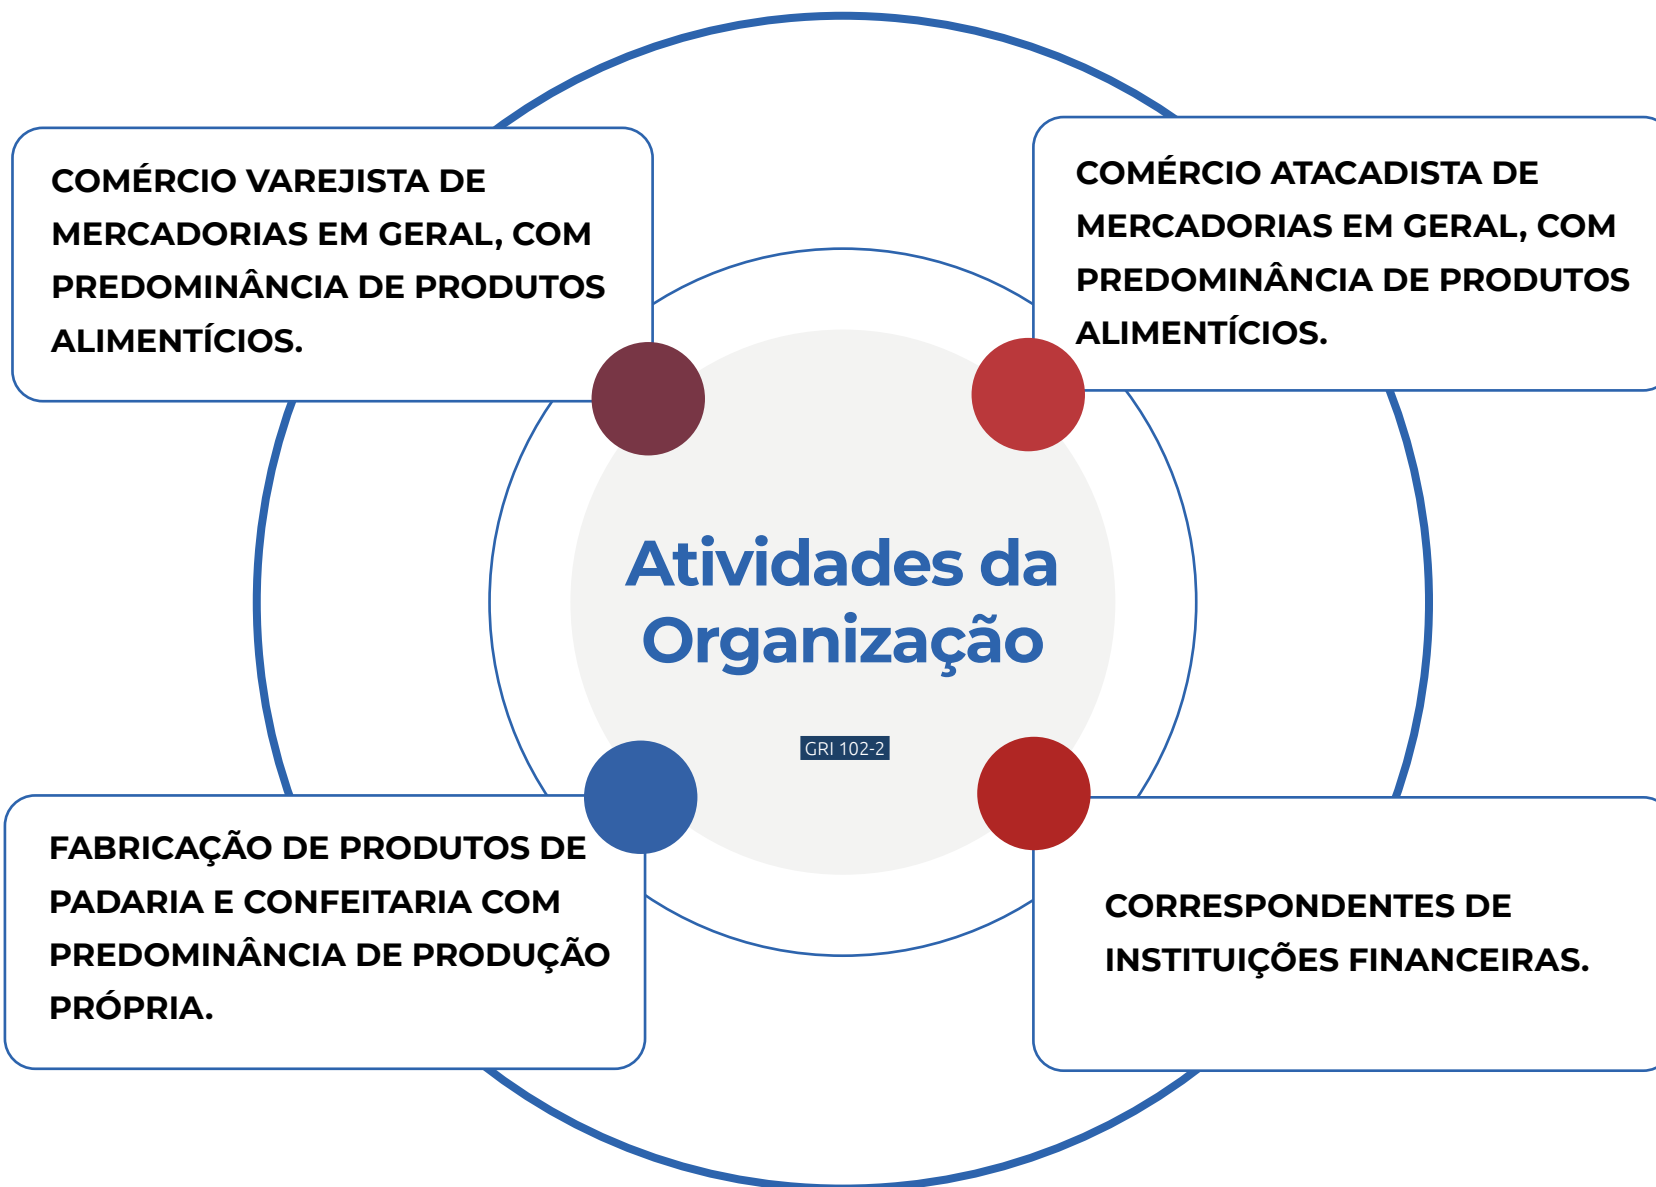 COMÉRCIO VAREJISTA DE
MERCADORIAS EM GERAL, COM
PREDOMINÂNCIA DE PRODUTOS
ALIMENTÍCIOS.
COMÉRCIO ATACADISTA DE
MERCADORIAS EM GERAL, COM
PREDOMINÂNCIA DE PRODUTOS
ALIMENTÍCIOS.
Atividades da
Organização
GRI 102-2
FABRICAÇÃO DE PRODUTOS DE
PADARIA E CONFEITARIA COM
PREDOMINÂNCIA DE PRODUÇÃO
PRÓPRIA.
CORRESPONDENTES DE
INSTITUIÇÕES FINANCEIRAS.